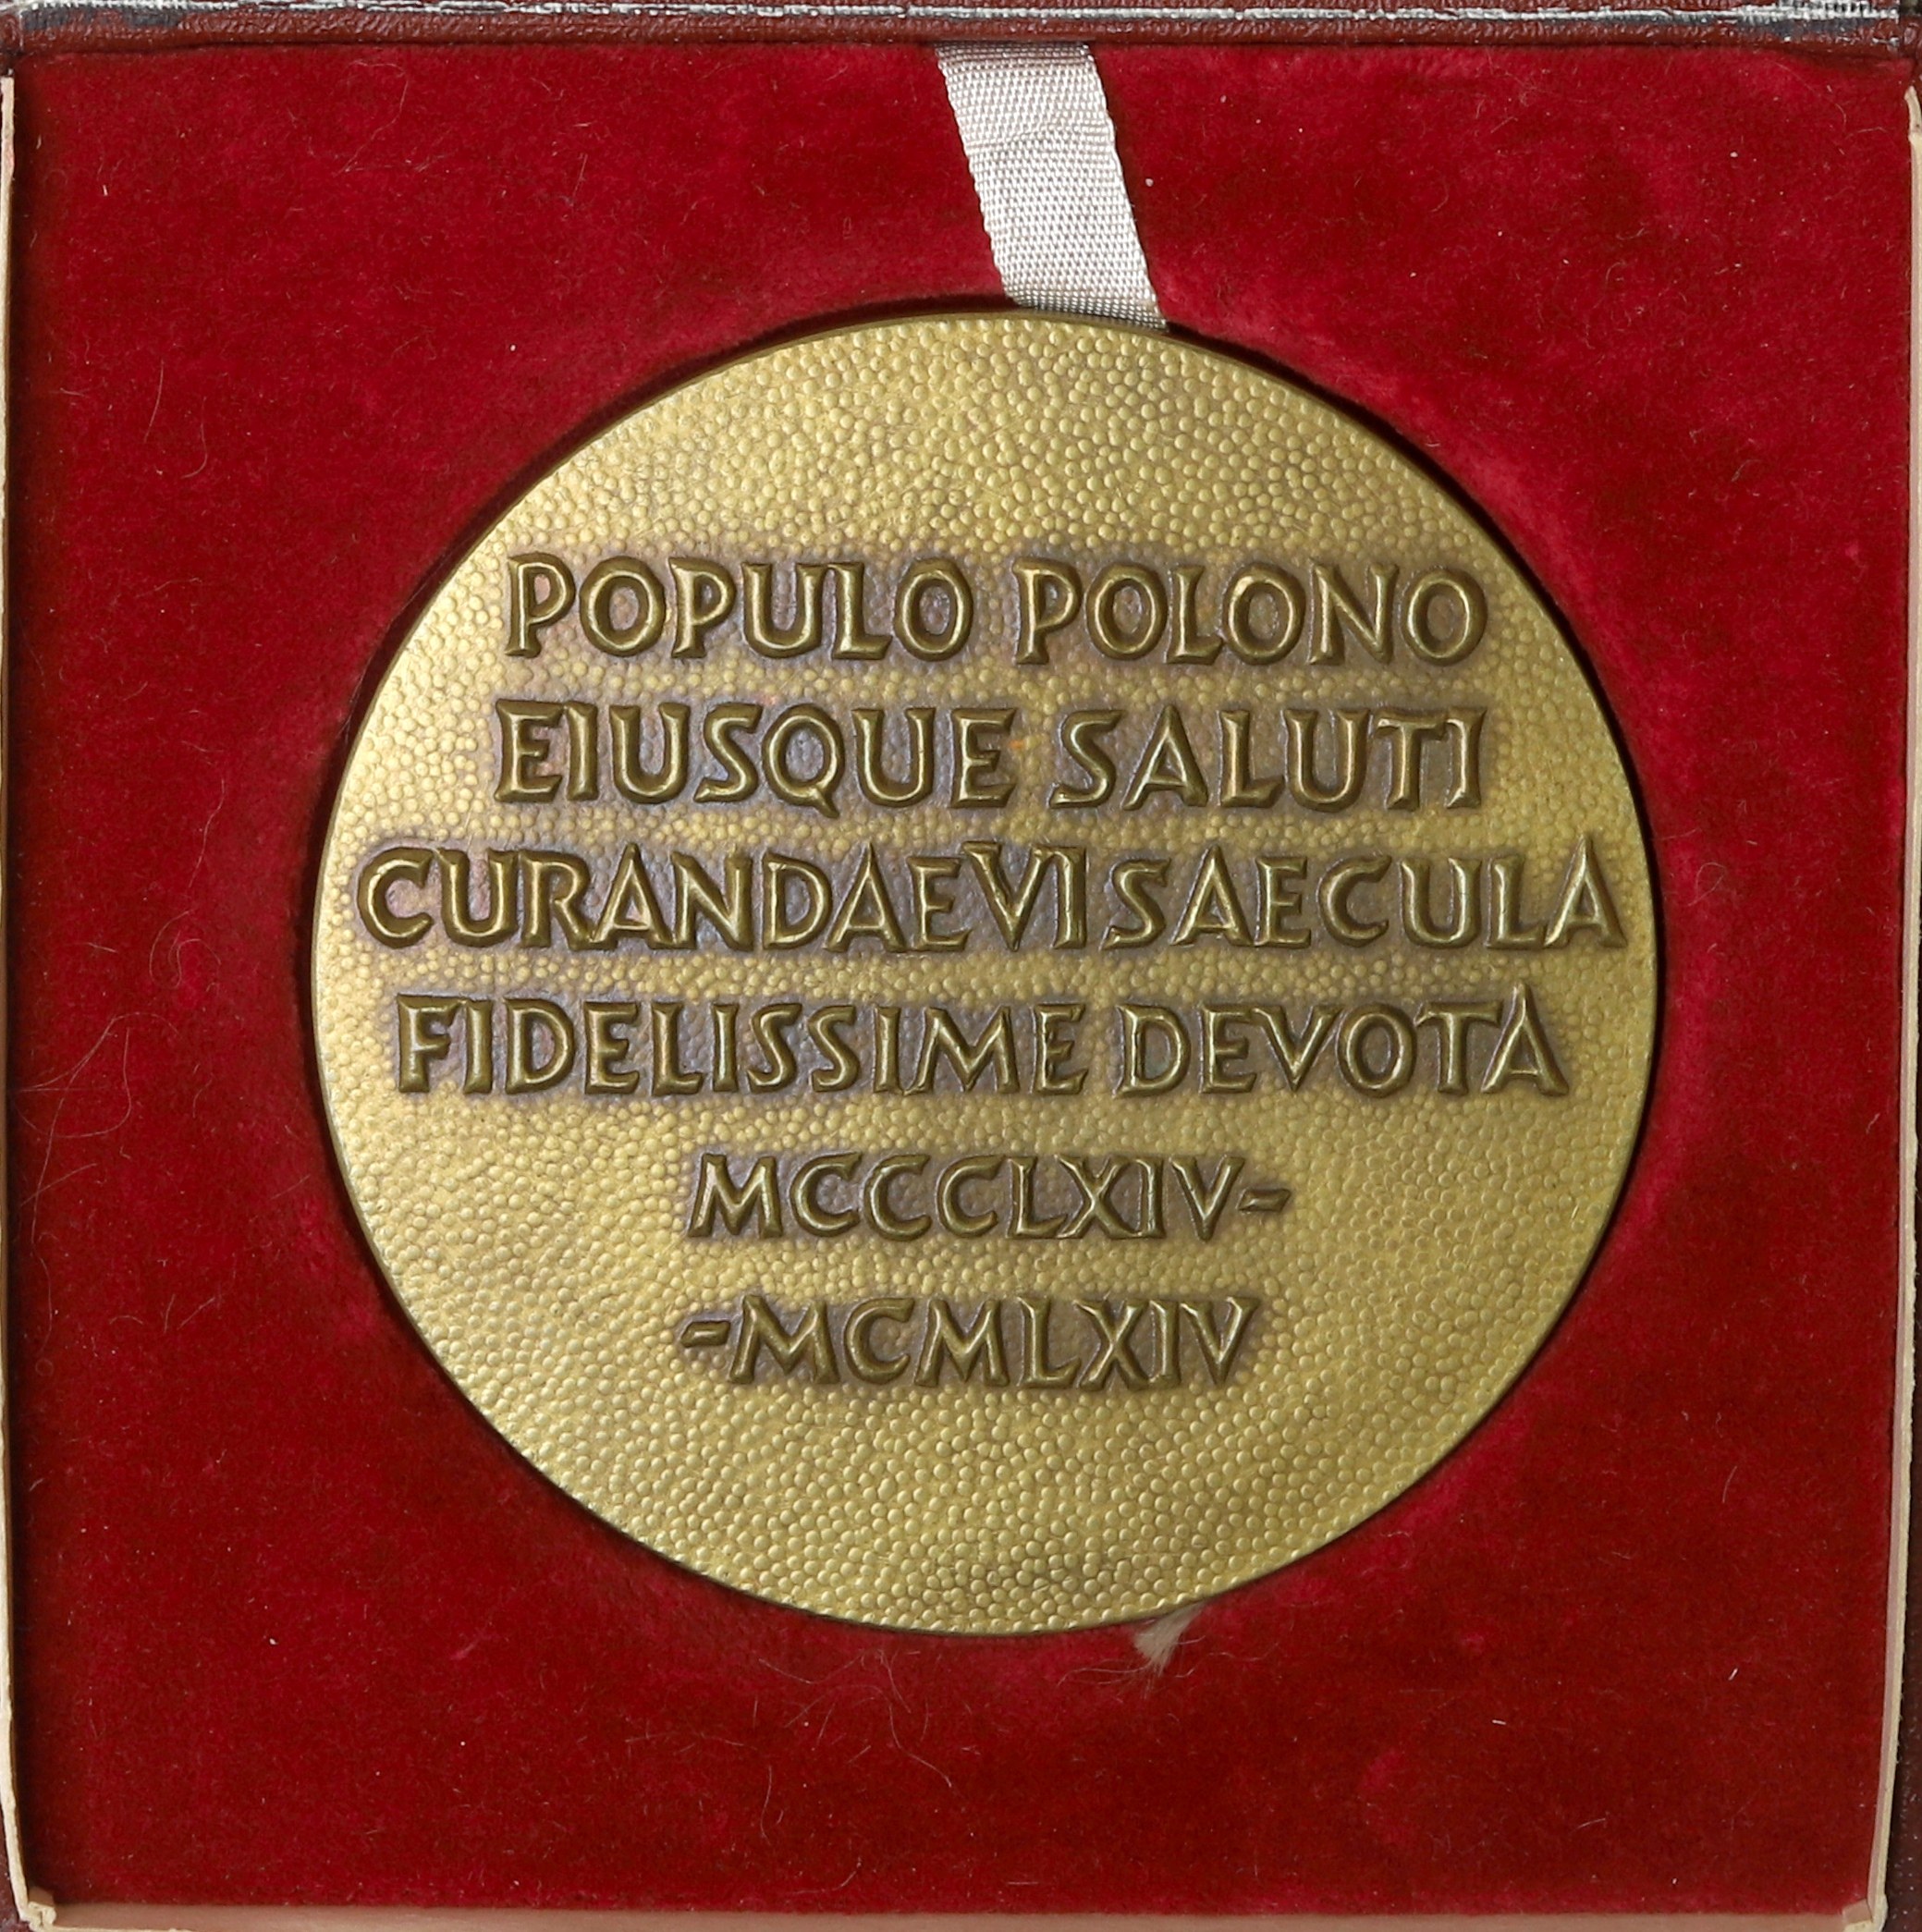 POPULO POLONO
EIUSQUE SALUTI
CURANDAE VI SAECULA
FIDELISSIME DEVOTA
MCCCLXIV-
-MCMLXIV